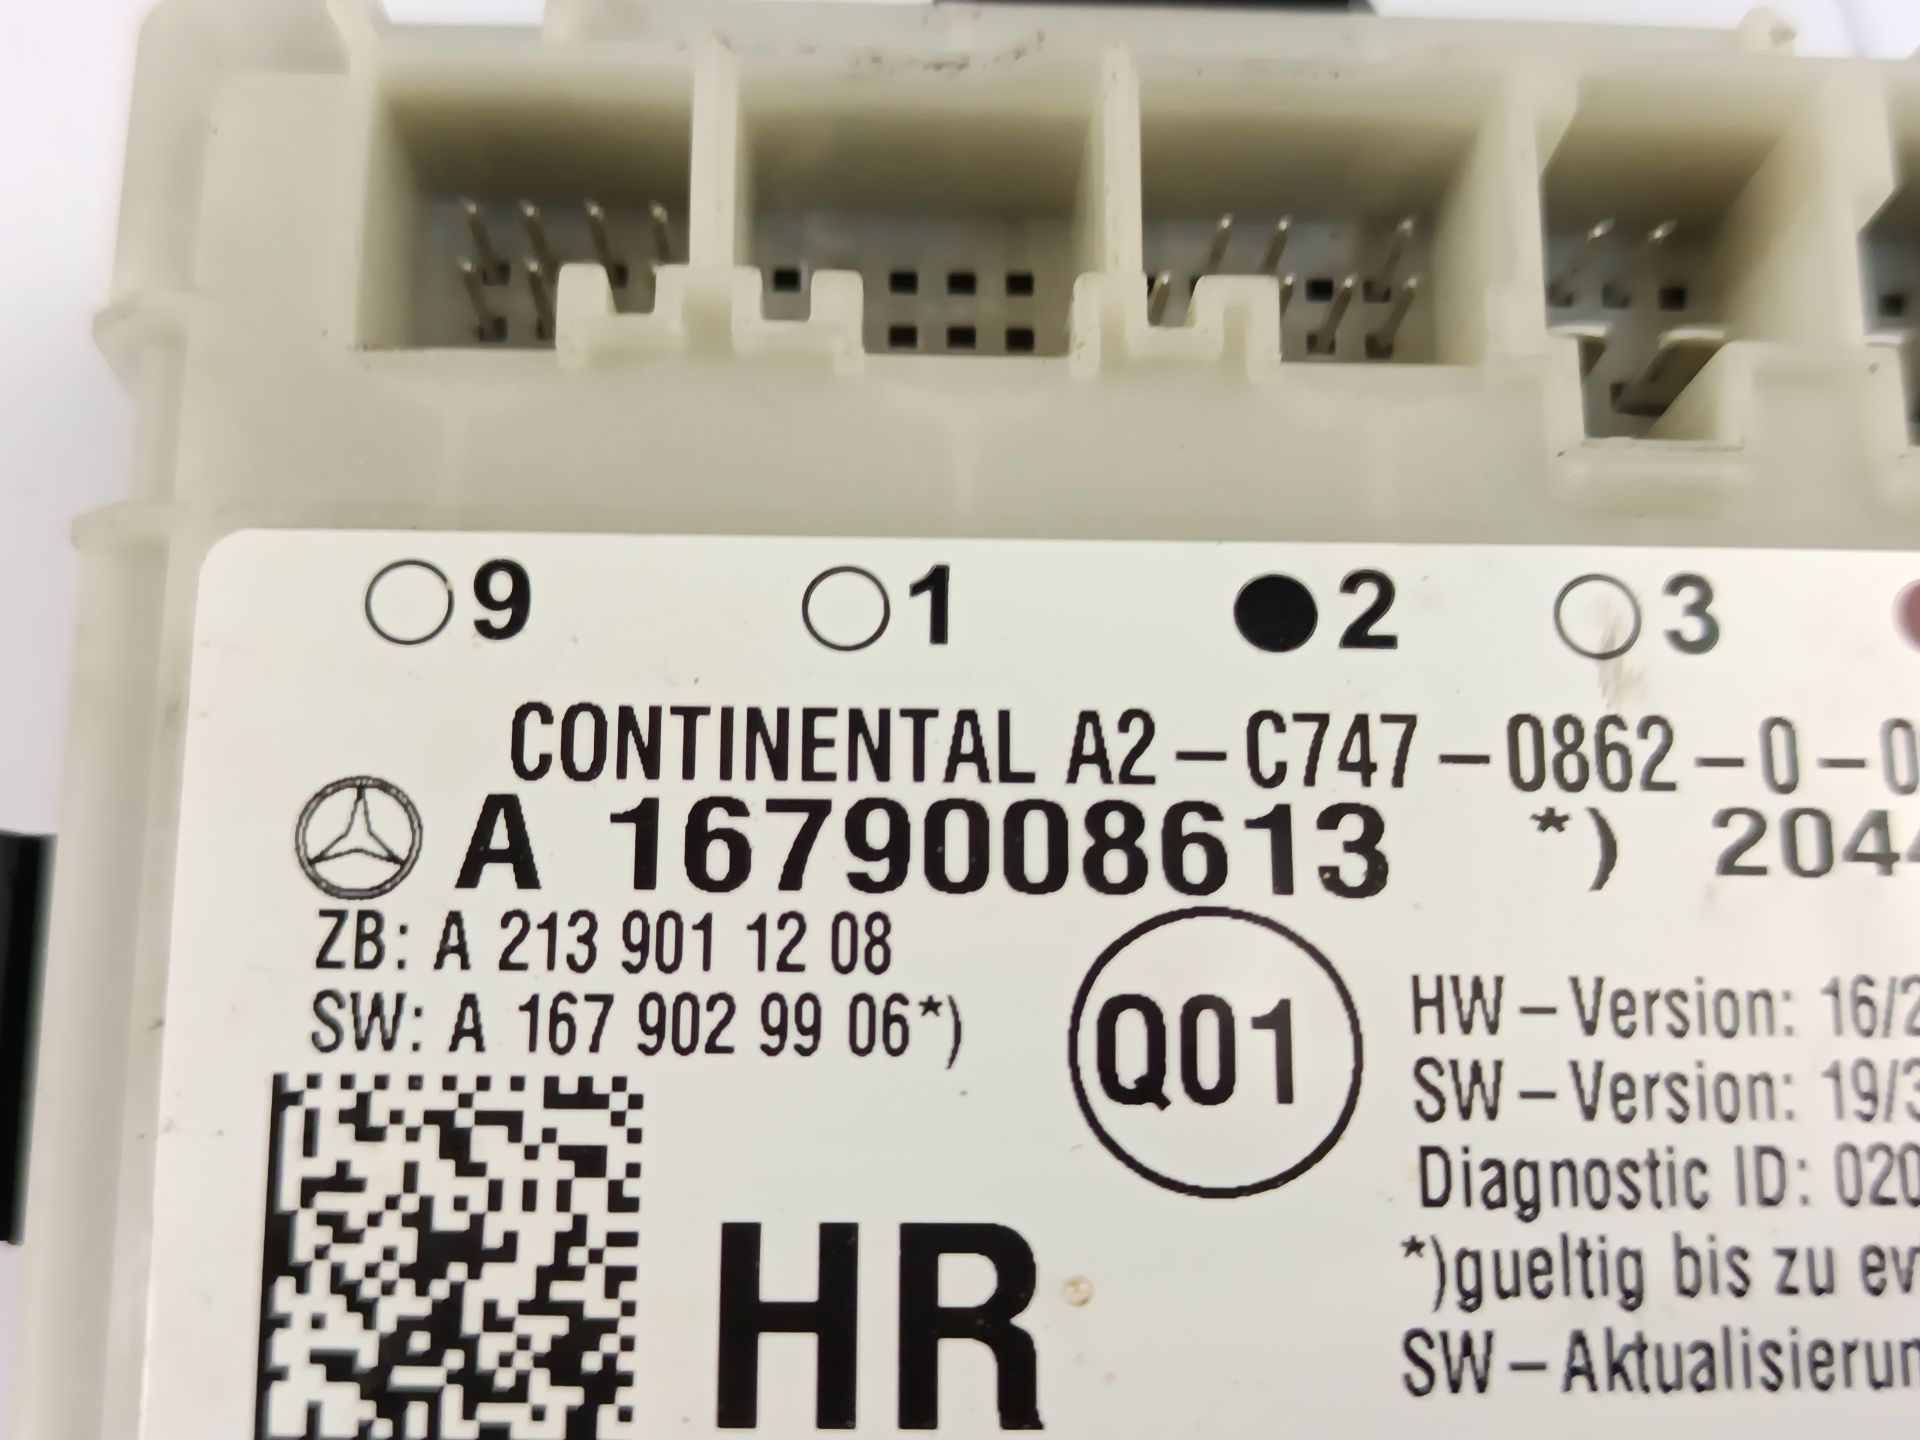 9 1 2 3
CONTINENTAL A2-C747-0862-0-0
A 1679008613 *) 204
ZB: A 213 901 12 08
SW: A 167 902 99 06*)
Q01
HW-Version: 16/2
SW-Version: 19/3
Diagnostic ID: 020
*)gueltig bis zu ev
SW-Aktualisierun
HR